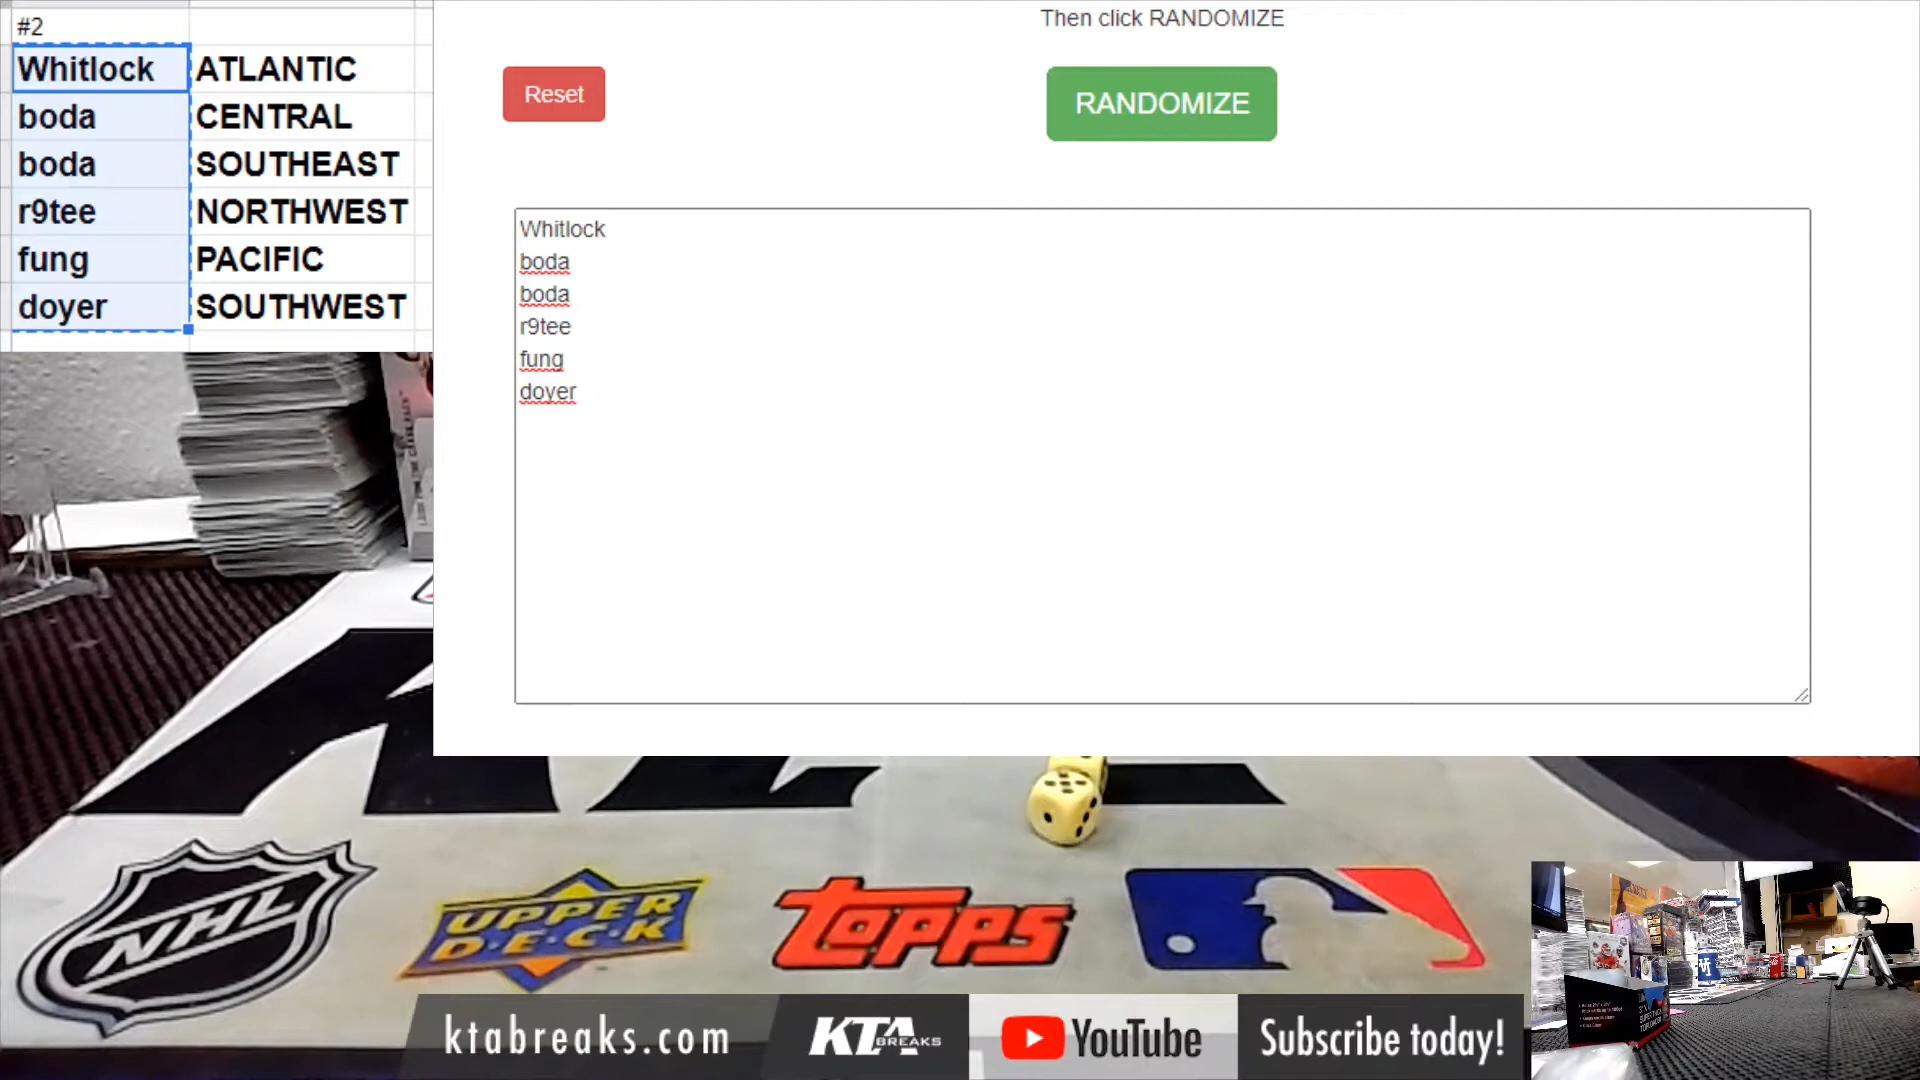 #2
Whitlock ATLANTIC
boda CENTRAL
boda SOUTHEAST
r9tee NORTHWEST
fung PACIFIC
doyer SOUTHWEST
Then click RANDOMIZE
Reset
RANDOMIZE
Whitlock
boda
boda
r9tee
fung
doyer
NHL
UPPER
D·E·C·K
topps
ktabreaks.com
KTA
BREAKS
YouTube
Subscribe today!